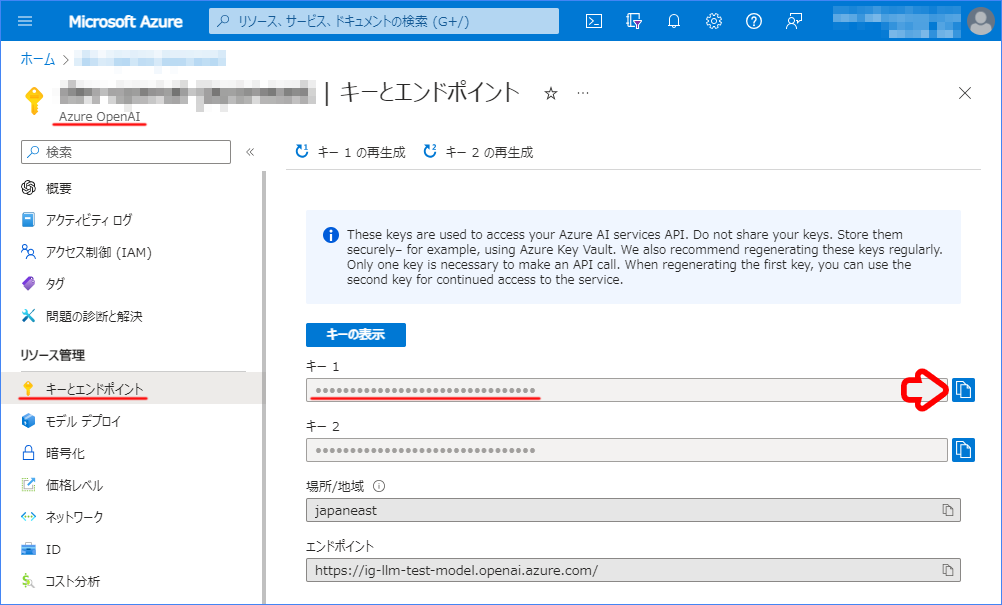 Microsoft Azure
リソース、サービス、ドキュメントの検索 (G+/)
ホーム >
| キーとエンドポイント ☆ …
Azure OpenAI
検索 «
キー 1 の再生成 キー 2 の再生成
概要
アクティビティ ログ
アクセス制御 (IAM)
タグ
問題の診断と解決
リソース管理
キーとエンドポイント
モデル デプロイ
暗号化
価格レベル
ネットワーク
ID
コスト分析
These keys are used to access your Azure AI services API. Do not share your keys. Store them
securely– for example, using Azure Key Vault. We also recommend regenerating these keys regularly.
Only one key is necessary to make an API call. When regenerating the first key, you can use the
second key for continued access to the service.
キーの表示
キー 1
••••••••••••••••••••••••••••••••
キー 2
••••••••••••••••••••••••••••••••
場所/地域
japaneast
エンドポイント
https://ig-llm-test-model.openai.azure.com/